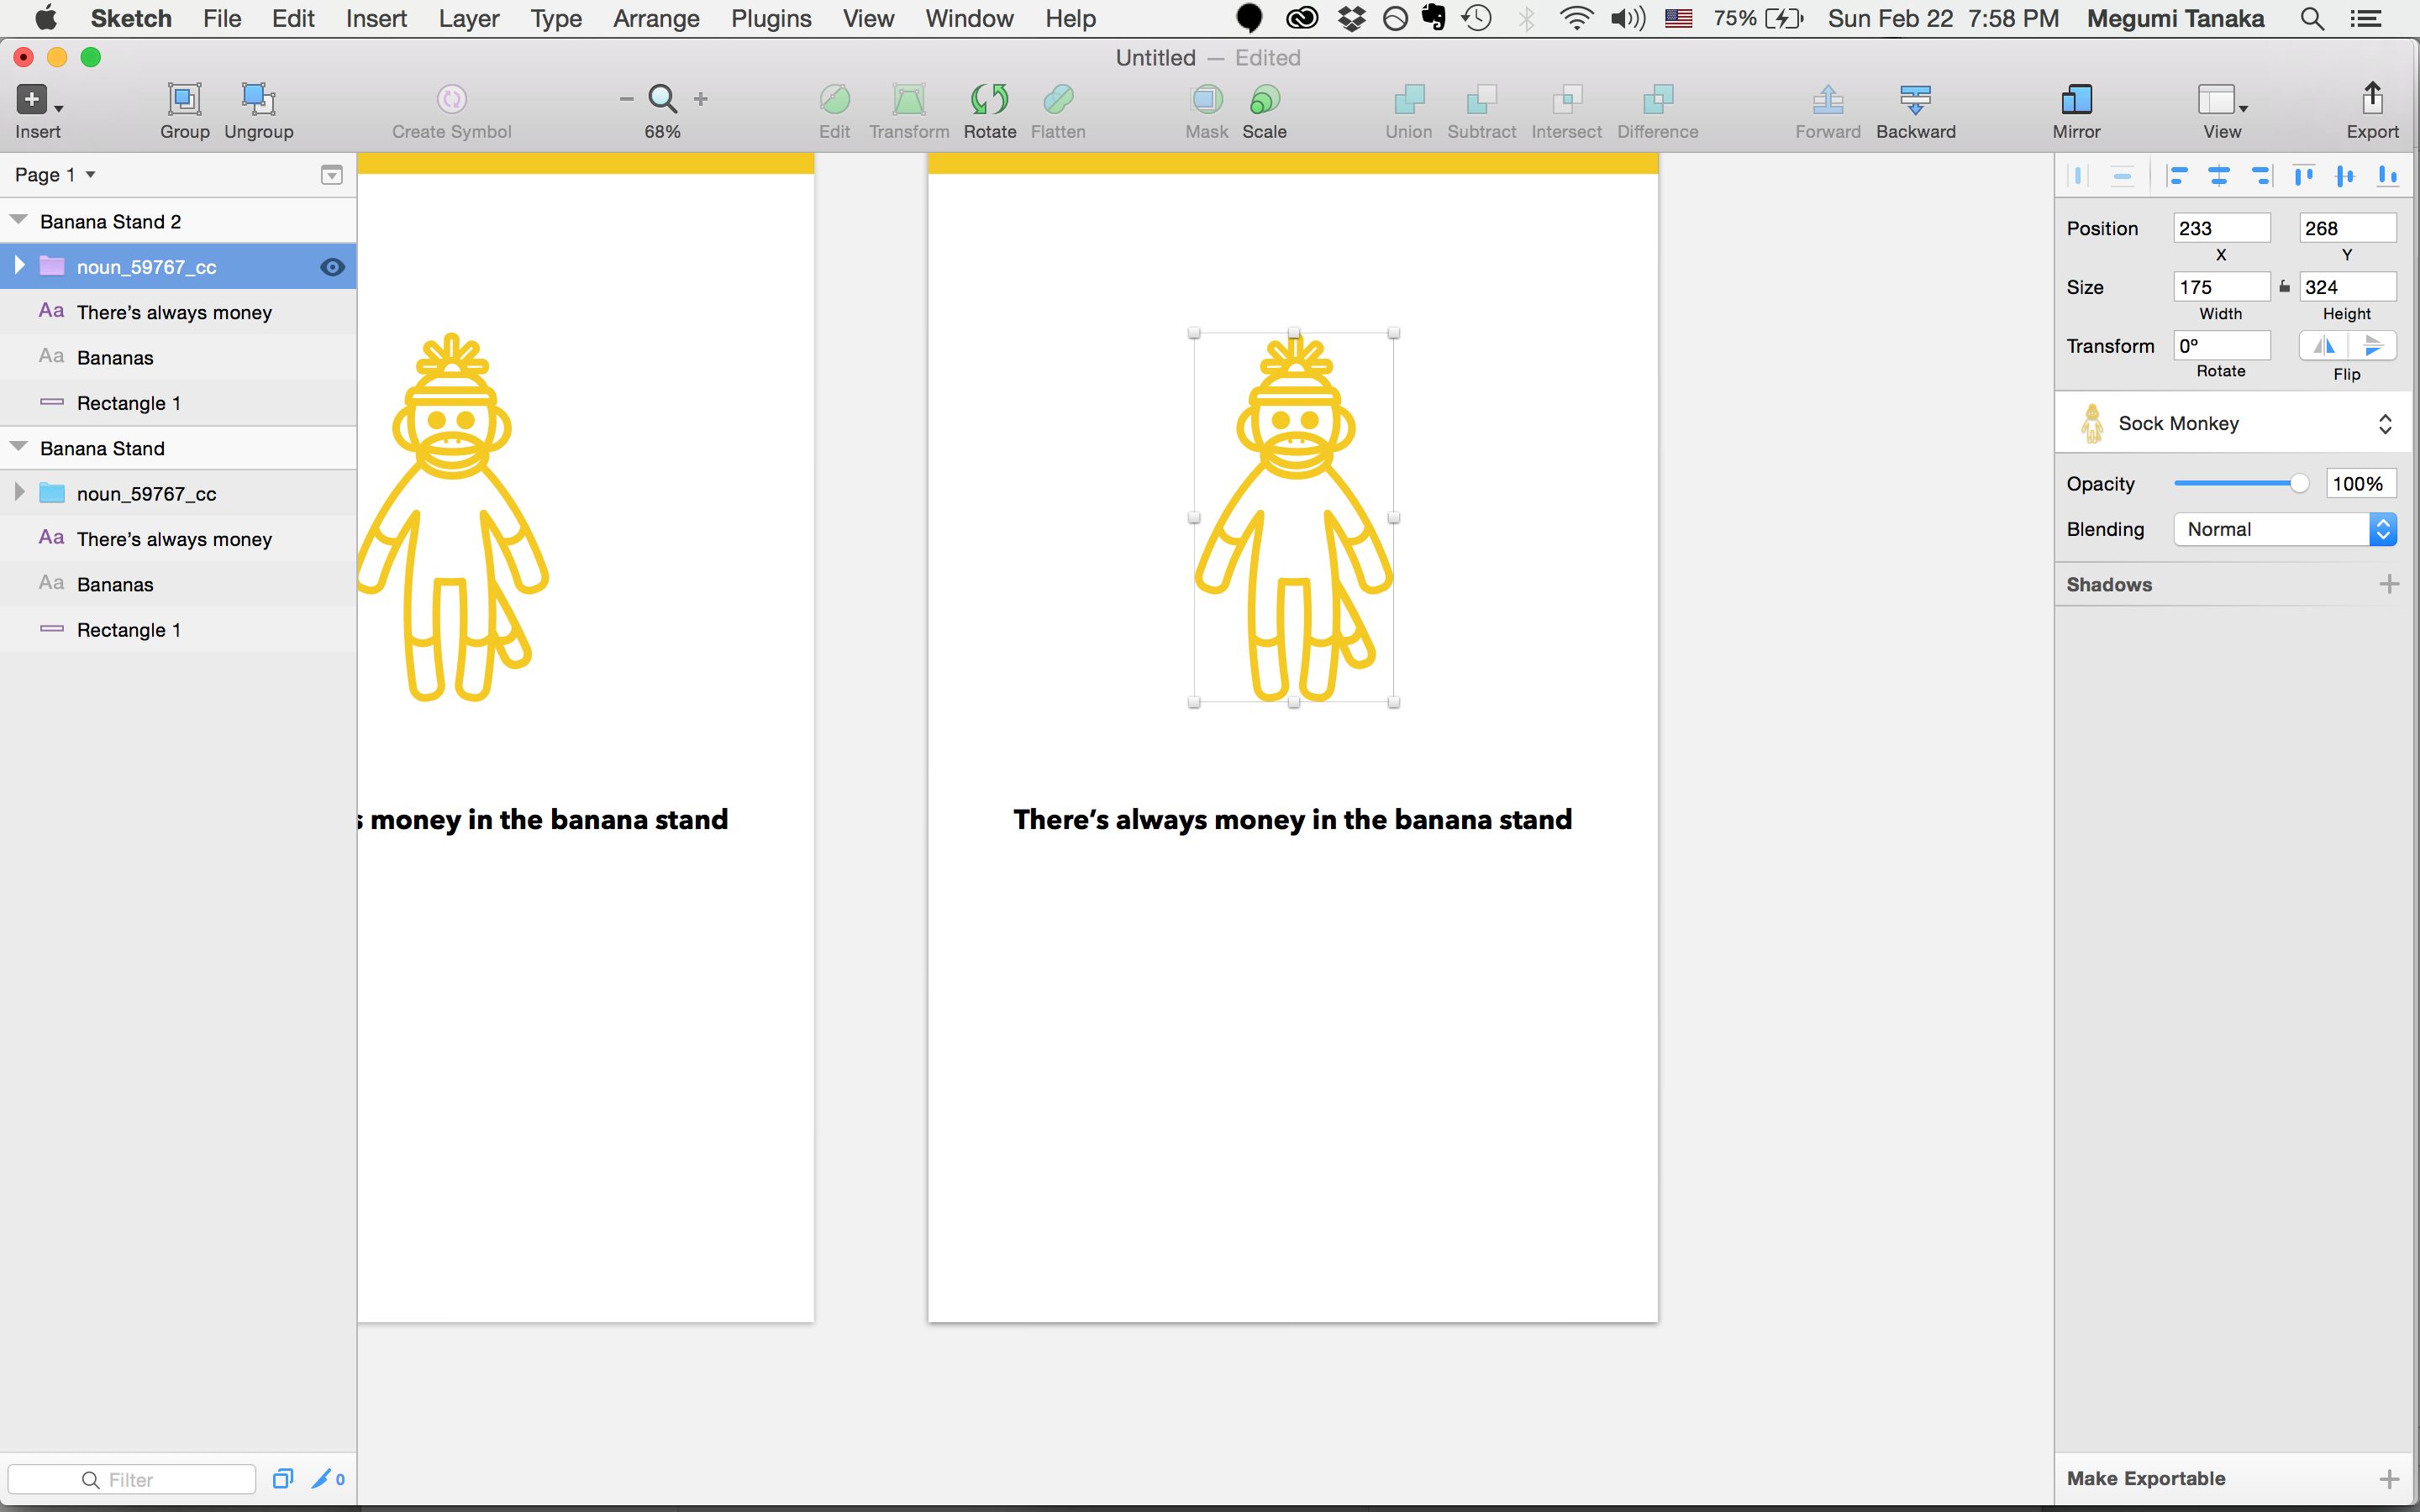 Sketch File Edit Insert Layer Type Arrange Plugins View Window Help 75% Sun Feb 22 7:58 PM Megumi Tanaka
Untitled — Edited
Insert Group Ungroup Create Symbol 68% Edit Transform Rotate Flatten Mask Scale Union Subtract Intersect Difference Forward Backward Mirror View Export
Page 1
Banana Stand 2
noun_59767_cc
Aa There’s always money
Aa Bananas
Rectangle 1
Banana Stand
noun_59767_cc
Aa There’s always money
Aa Bananas
Rectangle 1
Filter 0
s money in the banana stand
There’s always money in the banana stand
Position 233 268
X Y
Size 175 324
Width Height
Transform 0º
Rotate Flip
Sock Monkey
Opacity 100%
Blending Normal
Shadows
Make Exportable